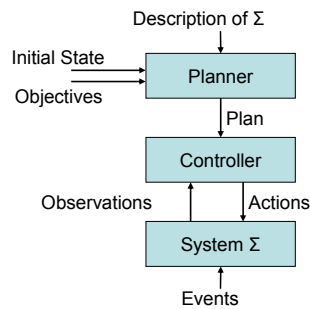 Description of Σ
Initial State
Planner
Objectives
Plan
Controller
Observations
Actions
System Σ
Events